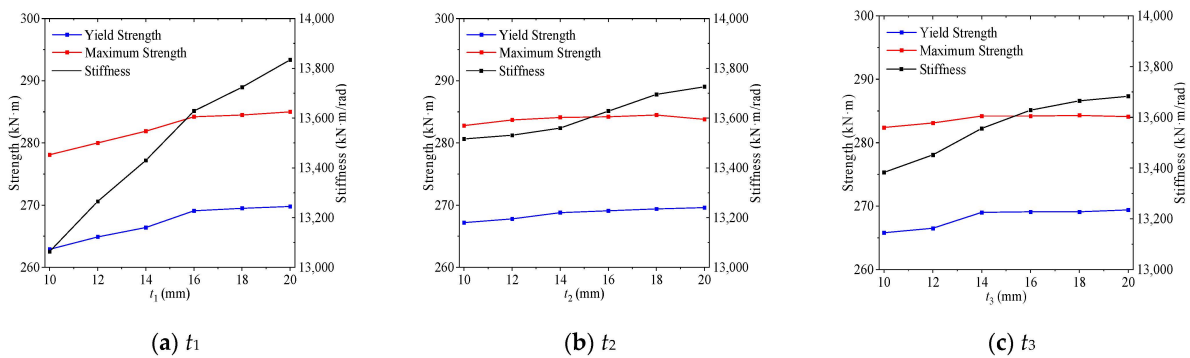 300
290
280
270
260
Strength (kN·m)
Yield Strength
Maximum Strength
Stiffness
14,000
13,800
13,600
13,400
13,200
13,000
Stiffness (kN·m/rad)
10 12 14 16 18 20
t1 (mm)
(a) t1
300
290
280
270
260
Strength (kN·m)
Yield Strength
Maximum Strength
Stiffness
14,000
13,800
13,600
13,400
13,200
13,000
Stiffness (kN·m/rad)
10 12 14 16 18 20
t2 (mm)
(b) t2
300
290
280
270
260
Strength (kN·m)
Yield Strength
Maximum Strength
Stiffness
14,000
13,800
13,600
13,400
13,200
13,000
Stiffness (kN·m/rad)
10 12 14 16 18 20
t3 (mm)
(c) t3